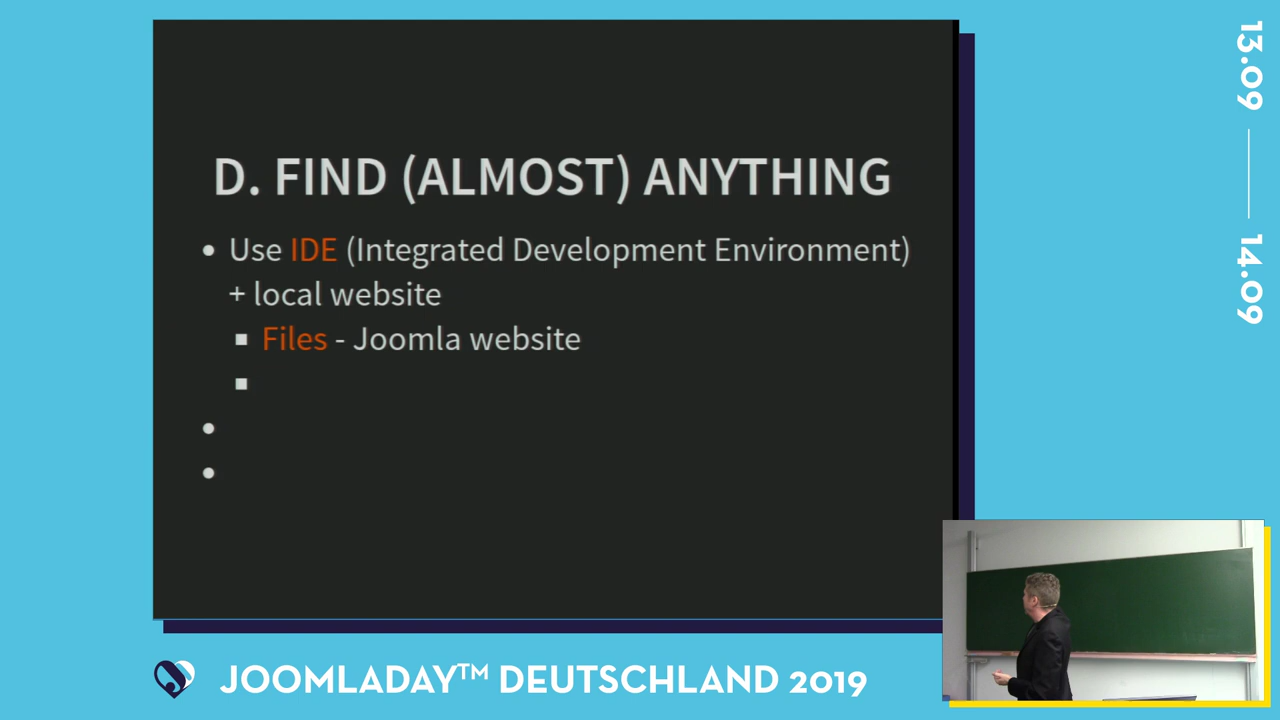 D. FIND (ALMOST) ANYTHING
• Use IDE (Integrated Development Environment)
+ local website
▪ Files - Joomla website
▪
•
•
13.09
14.09
JOOMLADAY™ DEUTSCHLAND 2019